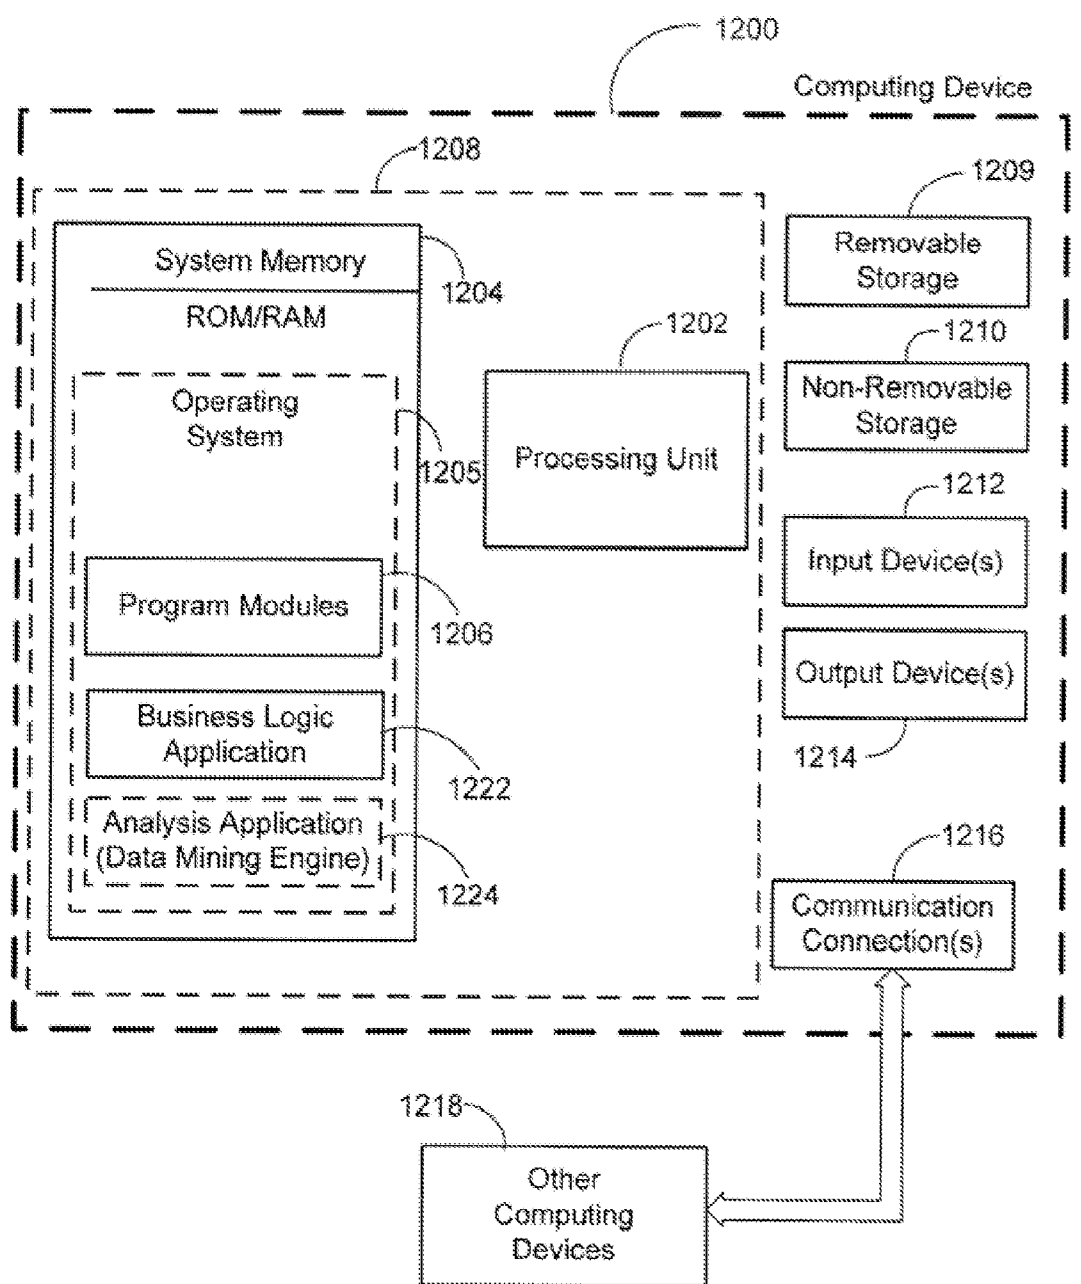 1200
Computing Device
1208
1209
System Memory
1204
ROM/RAM
Removable
Storage
1202
1210
Operating
System
1205
Processing Unit
Non-Removable
Storage
1212
Input Device(s)
Program Modules
1206
Output Device(s)
1214
Business Logic
Application
1222
Analysis Application
(Data Mining Engine)
1224
1216
Communication
Connection(s)
1218
Other
Computing
Devices